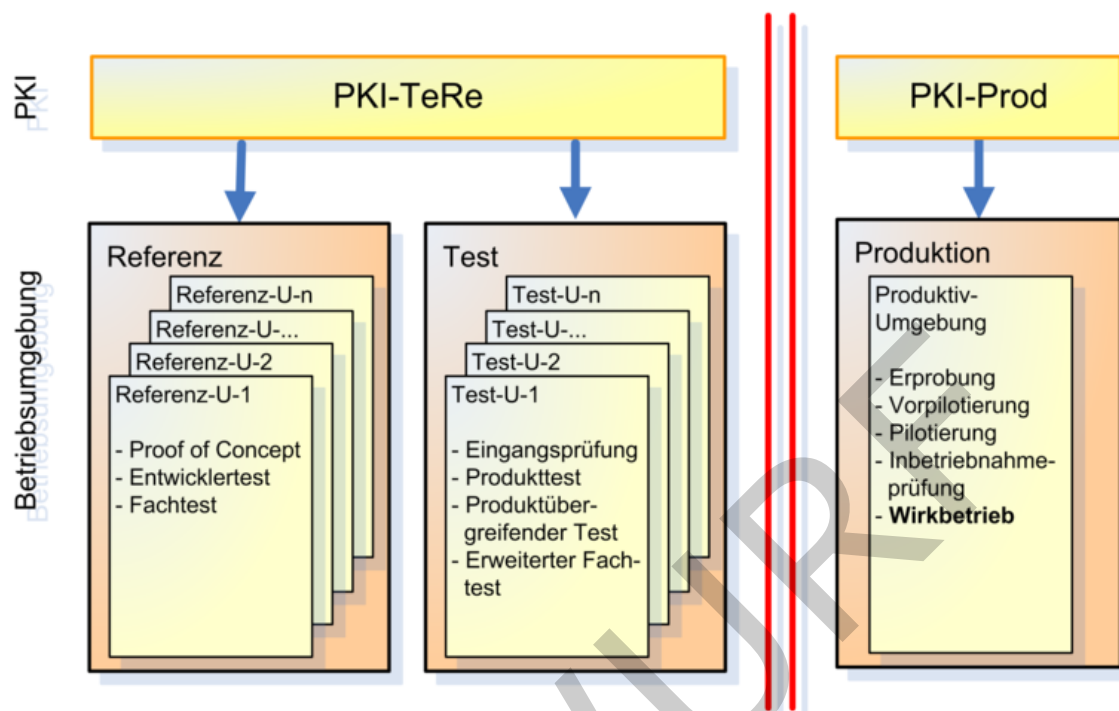 PKI
PKI-TeRe
PKI-Prod
Betriebsumgebung
Referenz
Referenz-U-n
Referenz-U-...
Referenz-U-2
Referenz-U-1
- Proof of Concept
- Entwicklertest
- Fachtest
Test
Test-U-n
Test-U-...
Test-U-2
Test-U-1
- Eingangsprüfung
- Produkttest
- Produktüber-
greifender Test
- Erweiterter Fach-
test
Produktion
Produktiv-
Umgebung
- Erprobung
- Vorpilotierung
- Pilotierung
- Inbetriebnahme-
prüfung
- Wirkbetrieb
URF